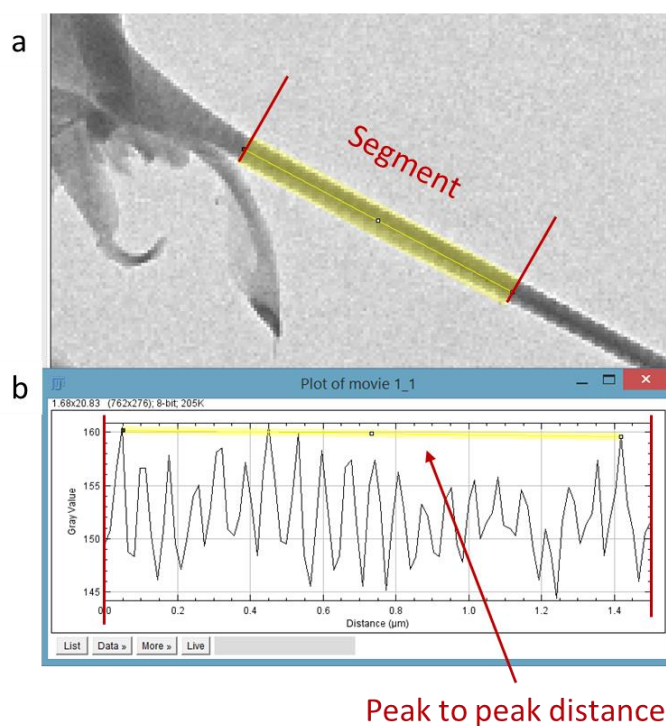 a
Segment
b
Plot of movie 1_1
1.68x20.83 (762x276); 8-bit; 205K
160
155
150
145
Gray Value
0.0 0.2 0.4 0.6 0.8 1.0 1.2 1.4
Distance (µm)
List Data » More » Live
Peak to peak distance